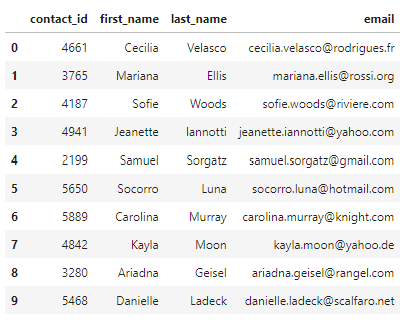 contact_id first_name last_name email
0 4661 Cecilia Velasco cecilia.velasco@rodrigues.fr
1 3765 Mariana Ellis mariana.ellis@rossi.org
2 4187 Sofie Woods sofie.woods@riviere.com
3 4941 Jeanette Iannotti jeanette.iannotti@yahoo.com
4 2199 Samuel Sorgatz samuel.sorgatz@gmail.com
5 5650 Socorro Luna socorro.luna@hotmail.com
6 5889 Carolina Murray carolina.murray@knight.com
7 4842 Kayla Moon kayla.moon@yahoo.de
8 3280 Ariadna Geisel ariadna.geisel@rangel.com
9 5468 Danielle Ladeck danielle.ladeck@scalfaro.net